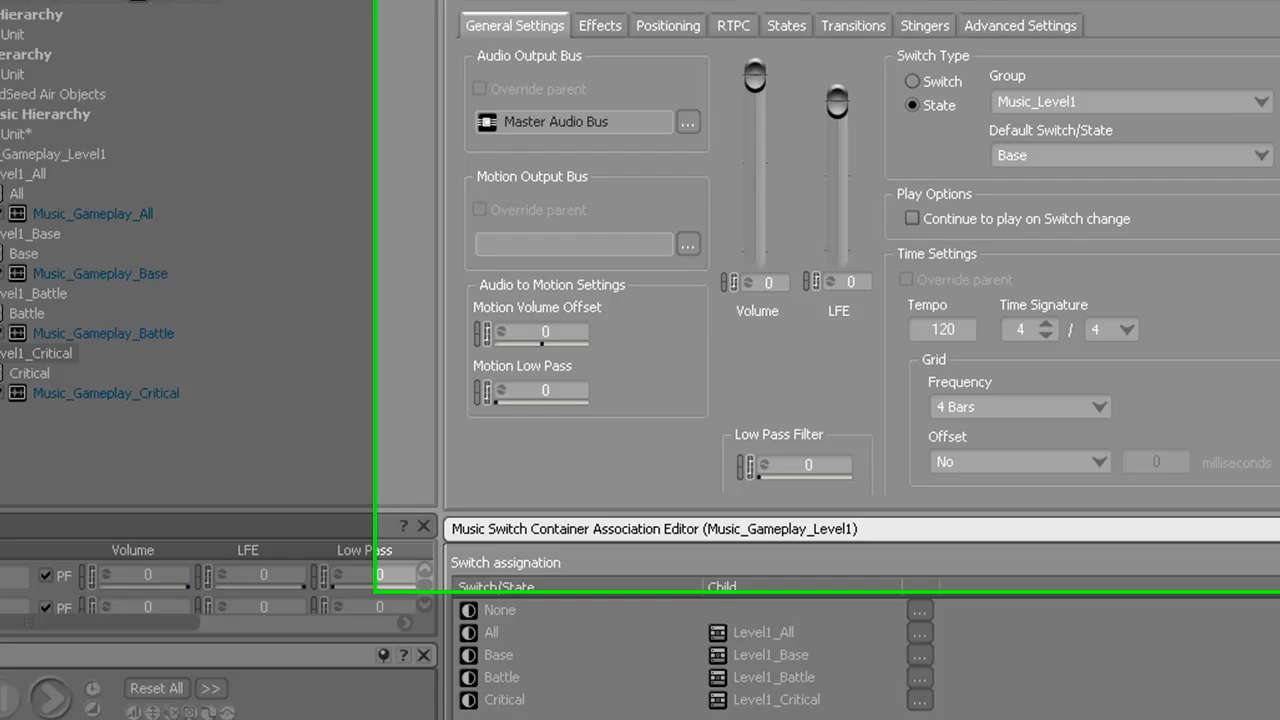 Hierarchy
Unit
erarchy
Unit
dSeed Air Objects
sic Hierarchy
Unit*
_Gameplay_Level1
vel1_All
All
Music_Gameplay_All
vel1_Base
Base
Music_Gameplay_Base
vel1_Battle
Battle
Music_Gameplay_Battle
vel1_Critical
Critical
Music_Gameplay_Critical
General Settings Effects Positioning RTPC States Transitions Stingers Advanced Settings
Audio Output Bus
Override parent
Master Audio Bus ...
Motion Output Bus
Override parent
...
Audio to Motion Settings
Motion Volume Offset
0
Motion Low Pass
0
0 0
Volume LFE
Low Pass Filter
0
Switch Type
Switch
State
Group
Music_Level1
Default Switch/State
Base
Play Options
Continue to play on Switch change
Time Settings
Override parent
Tempo Time Signature
120 4 / 4
Grid
Frequency
4 Bars
Offset
No 0 milliseconds
?
Volume LFE Low Pass
PF 0 0 0
PF 0 0 0
?
Reset All >>
Music Switch Container Association Editor (Music_Gameplay_Level1)
Switch assignation
Switch/State Child
None ...
All Level1_All ...
Base Level1_Base ...
Battle Level1_Battle ...
Critical Level1_Critical ...